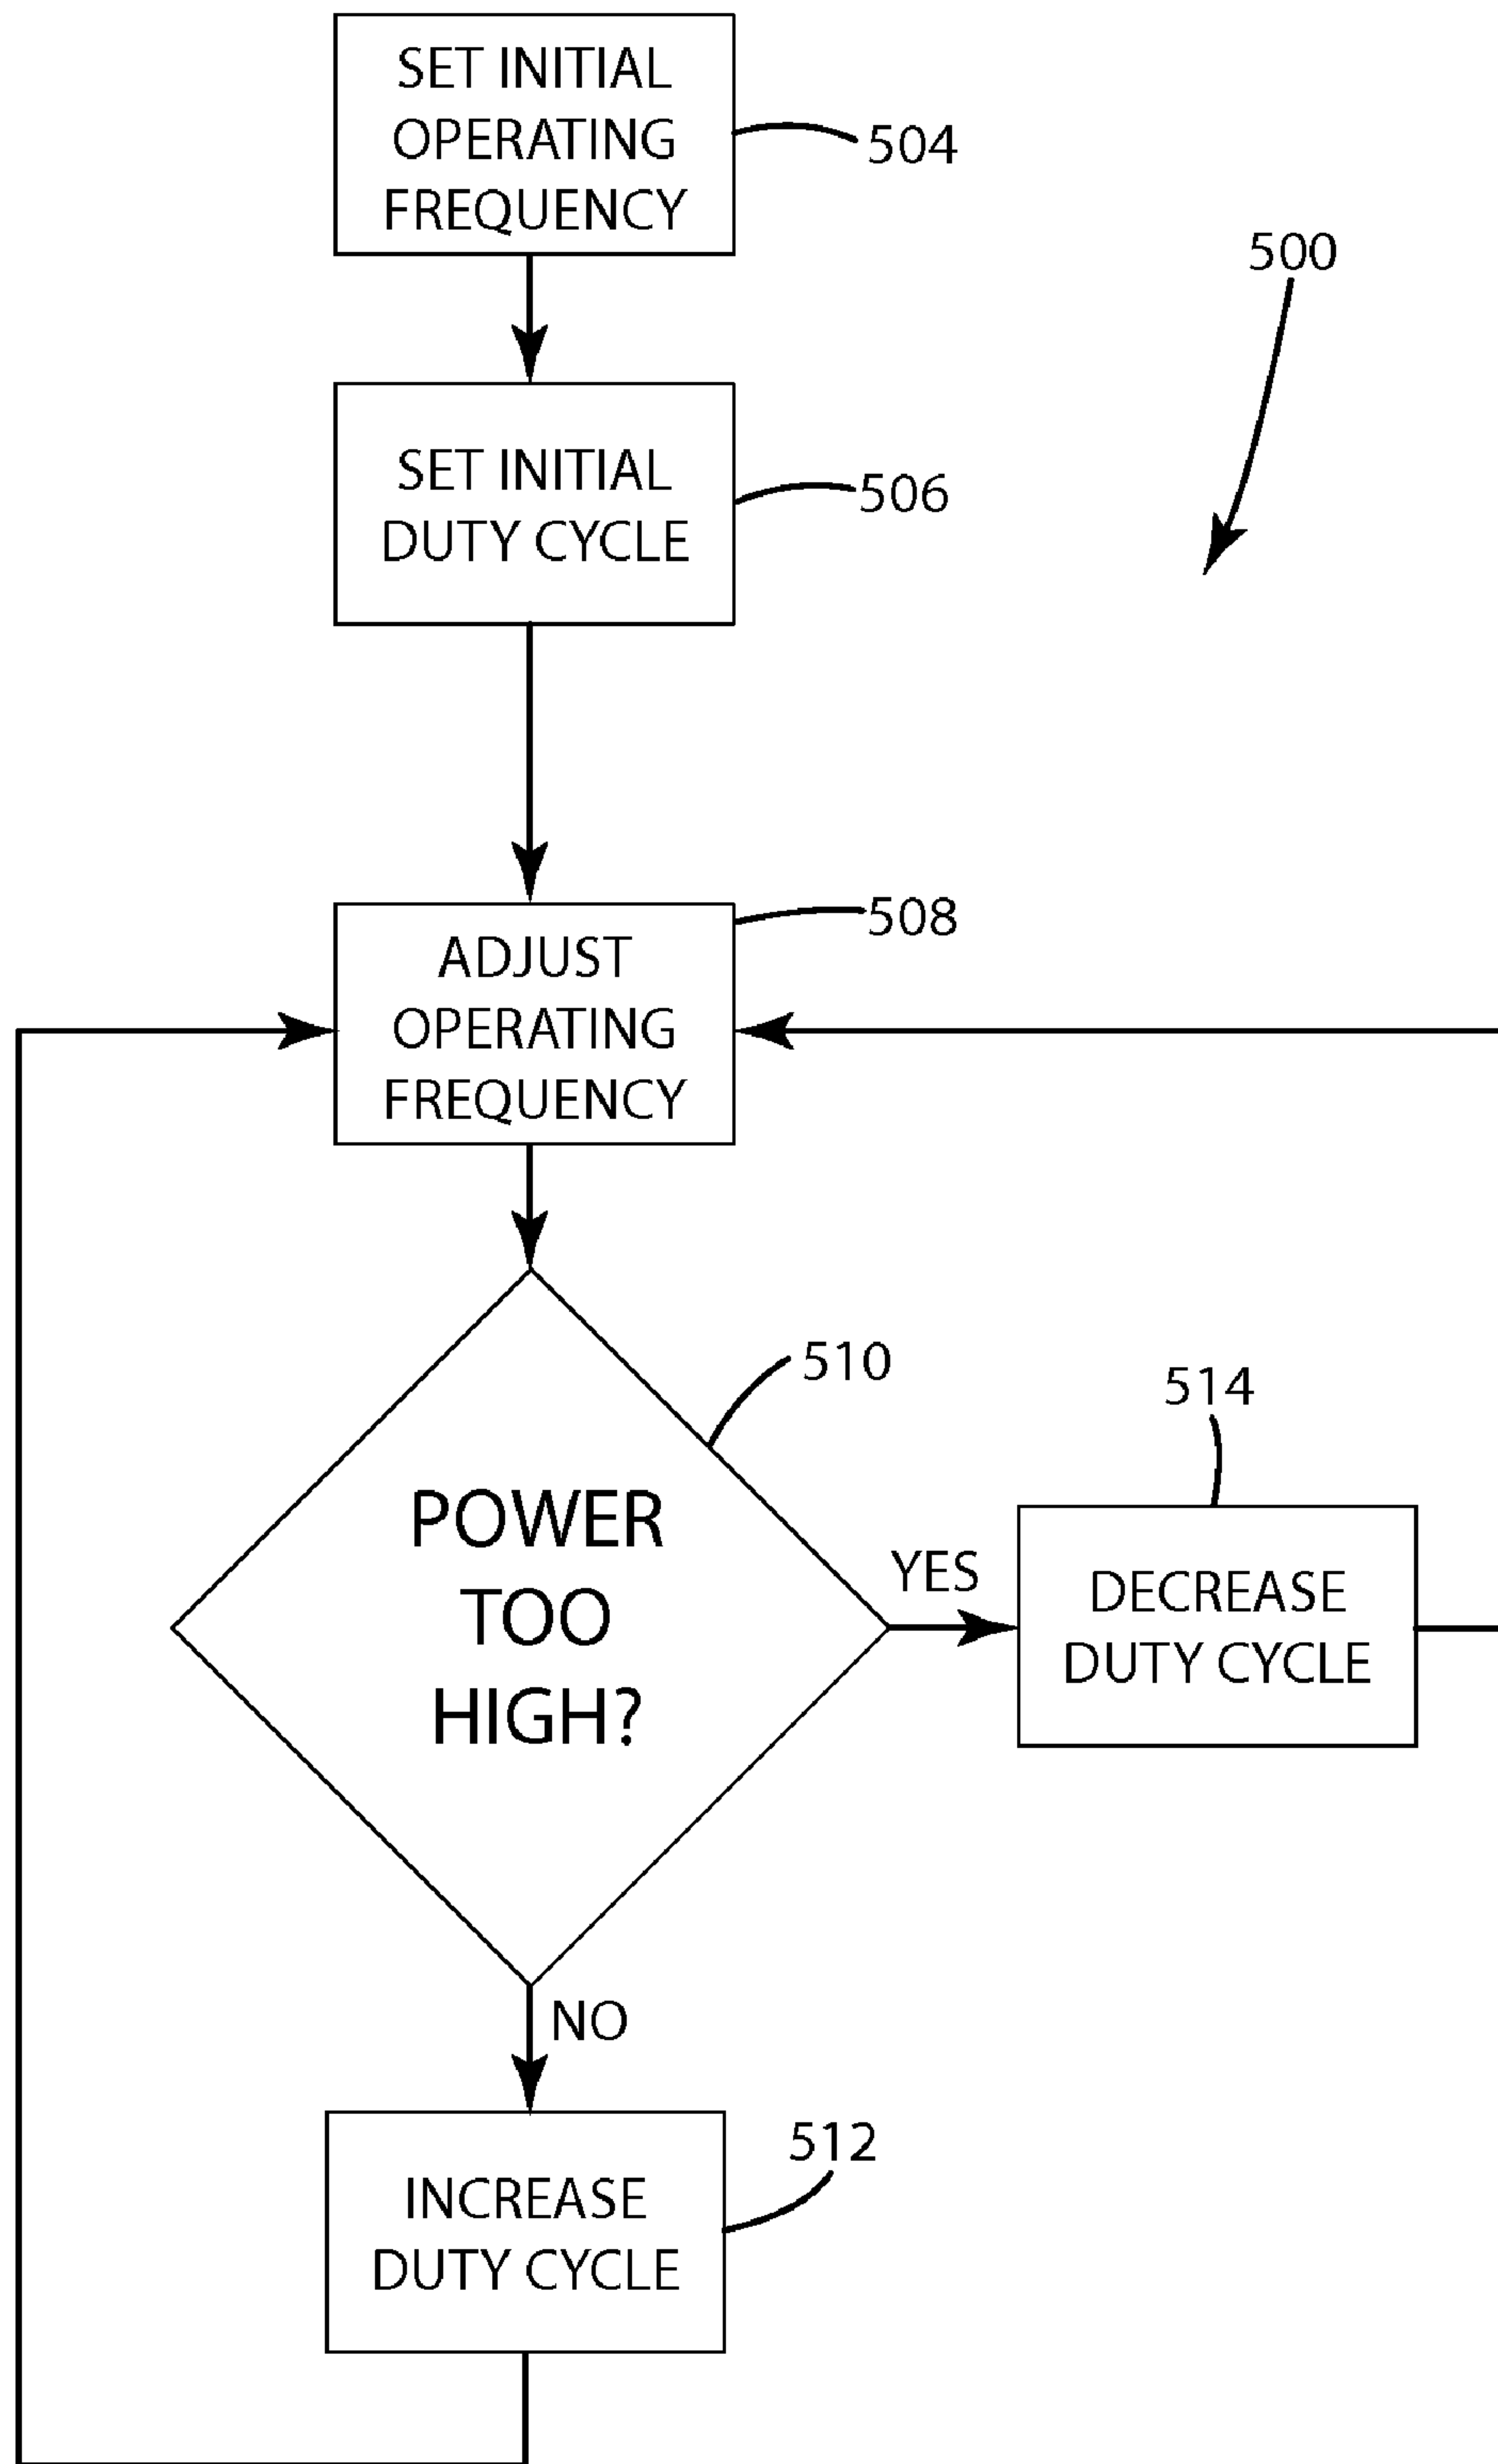 SET INITIAL
OPERATING
FREQUENCY
504
500
SET INITIAL
DUTY CYCLE
506
508
ADJUST
OPERATING
FREQUENCY
510
514
POWER
TOO
HIGH?
YES
DECREASE
DUTY CYCLE
NO
512
INCREASE
DUTY CYCLE